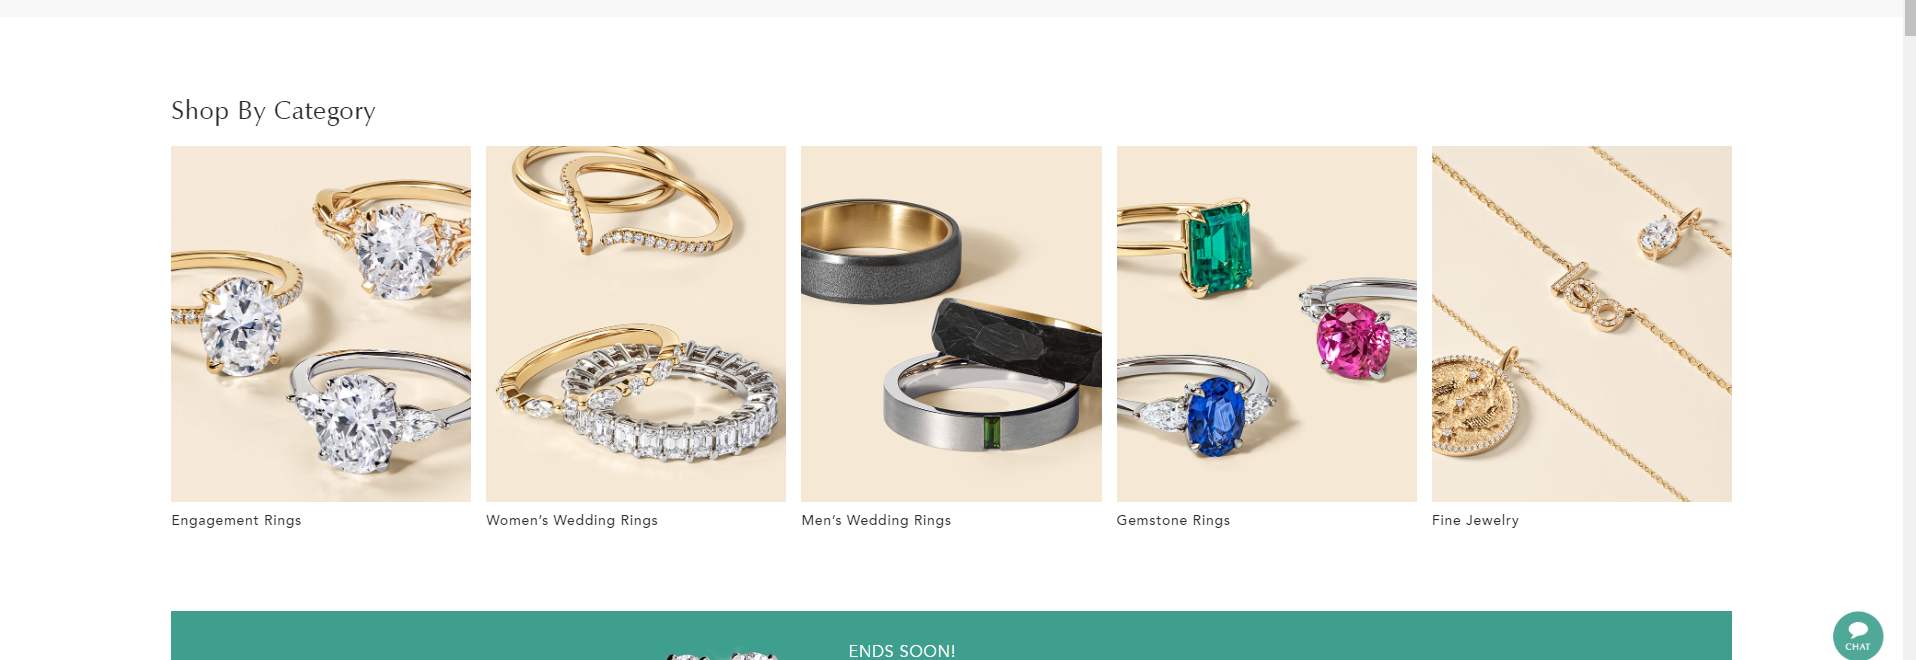 Shop By Category
leo
Engagement Rings
Women’s Wedding Rings
Men’s Wedding Rings
Gemstone Rings
Fine Jewelry
ENDS SOON!
CHAT